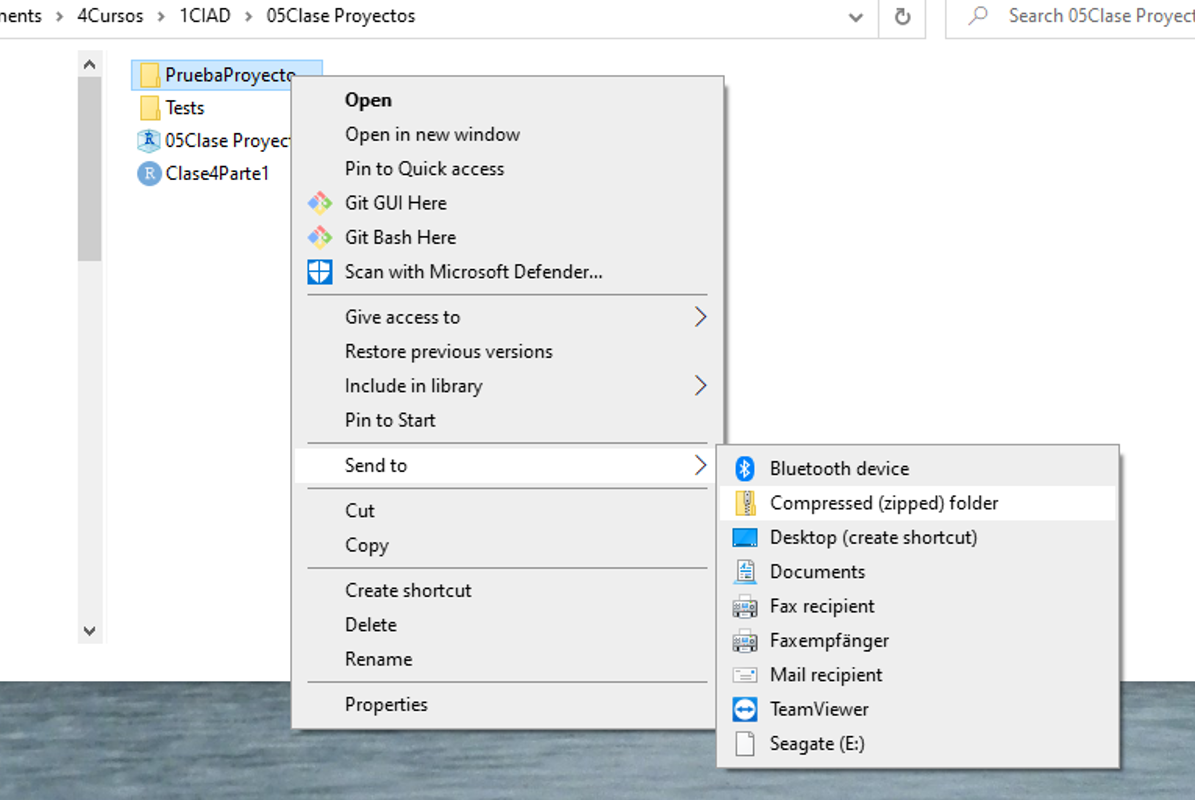 nents > 4Cursos > 1CIAD > 05Clase Proyectos
Search 05Clase Proyect
PruebaProyecto
Tests
05Clase Proyect
Clase4Parte1
Open
Open in new window
Pin to Quick access
Git GUI Here
Git Bash Here
Scan with Microsoft Defender...
Give access to
Restore previous versions
Include in library
Pin to Start
Send to
Cut
Copy
Create shortcut
Delete
Rename
Properties
Bluetooth device
Compressed (zipped) folder
Desktop (create shortcut)
Documents
Fax recipient
Faxempfänger
Mail recipient
TeamViewer
Seagate (E:)